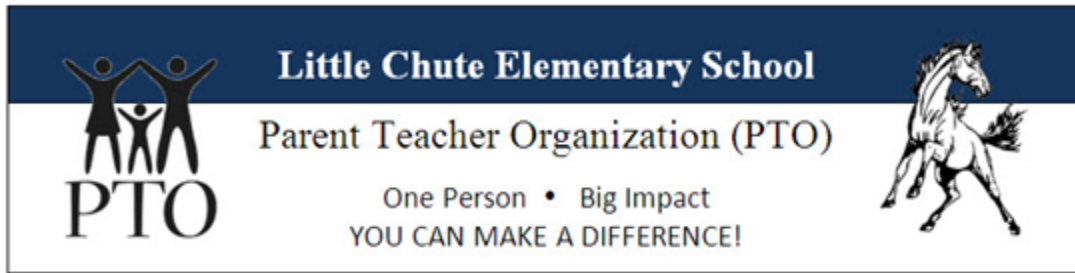 Little Chute Elementary School
Parent Teacher Organization (PTO)
PTO
One Person • Big Impact
YOU CAN MAKE A DIFFERENCE!